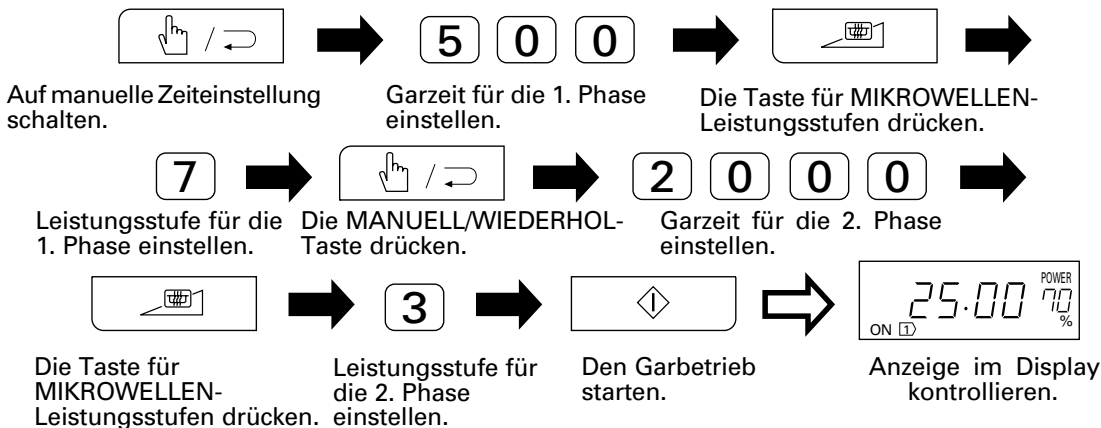 /
5 0 0
Auf manuelle Zeiteinstellung
schalten.
Garzeit für die 1. Phase
einstellen.
Die Taste für MIKROWELLEN-
Leistungsstufen drücken.
7
/
2 0 0 0
Leistungsstufe für die
1. Phase einstellen.
Die MANUELL/WIEDERHOL-
Taste drücken.
Garzeit für die 2. Phase
einstellen.
3
25.00
POWER
70
%
ON 1
Die Taste für
MIKROWELLEN-
Leistungsstufen drücken.
Leistungsstufe für
die 2. Phase
einstellen.
Den Garbetrieb
starten.
Anzeige im Display
kontrollieren.